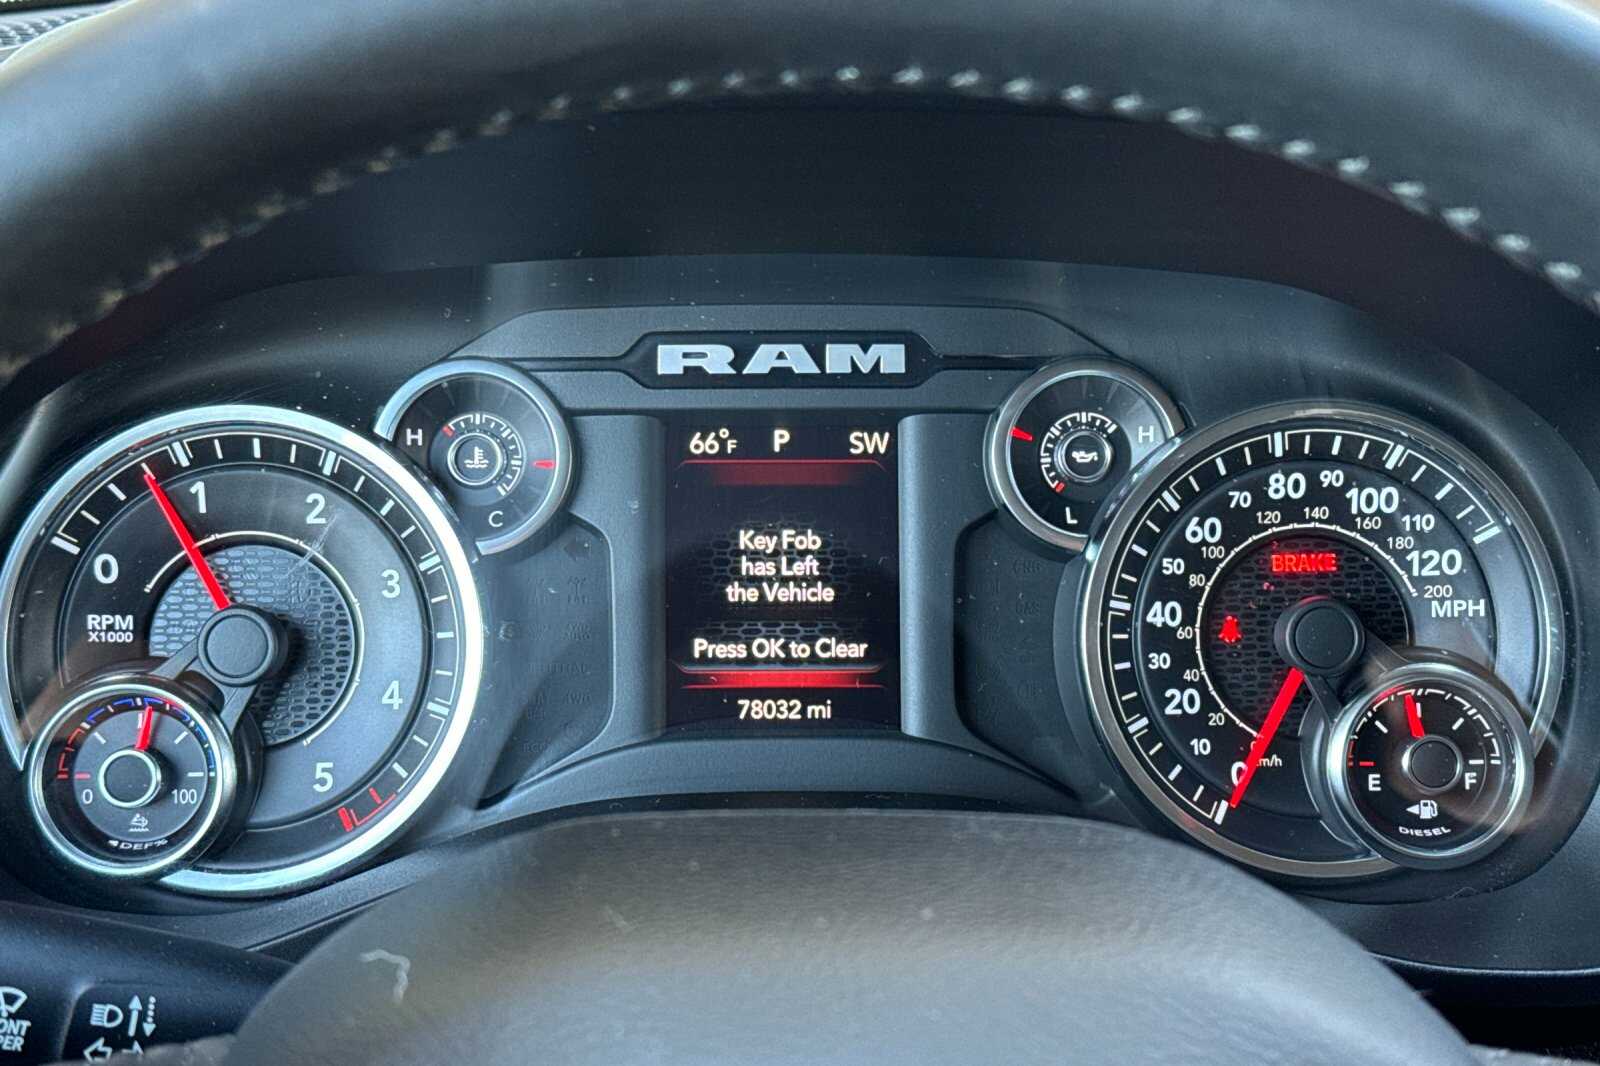 RAM
66°F P SW
Key Fob
has Left
the Vehicle
Press OK to Clear
78032 mi
H
C
H
L
0
1
2
3
4
5
RPM
X1000
0
100
DEF%
0
10
20
30
40
50
60
70
80
90
100
110
120
MPH
20
40
60
80
100
120
140
160
180
200
km/h
BRAKE
E
F
DIESEL